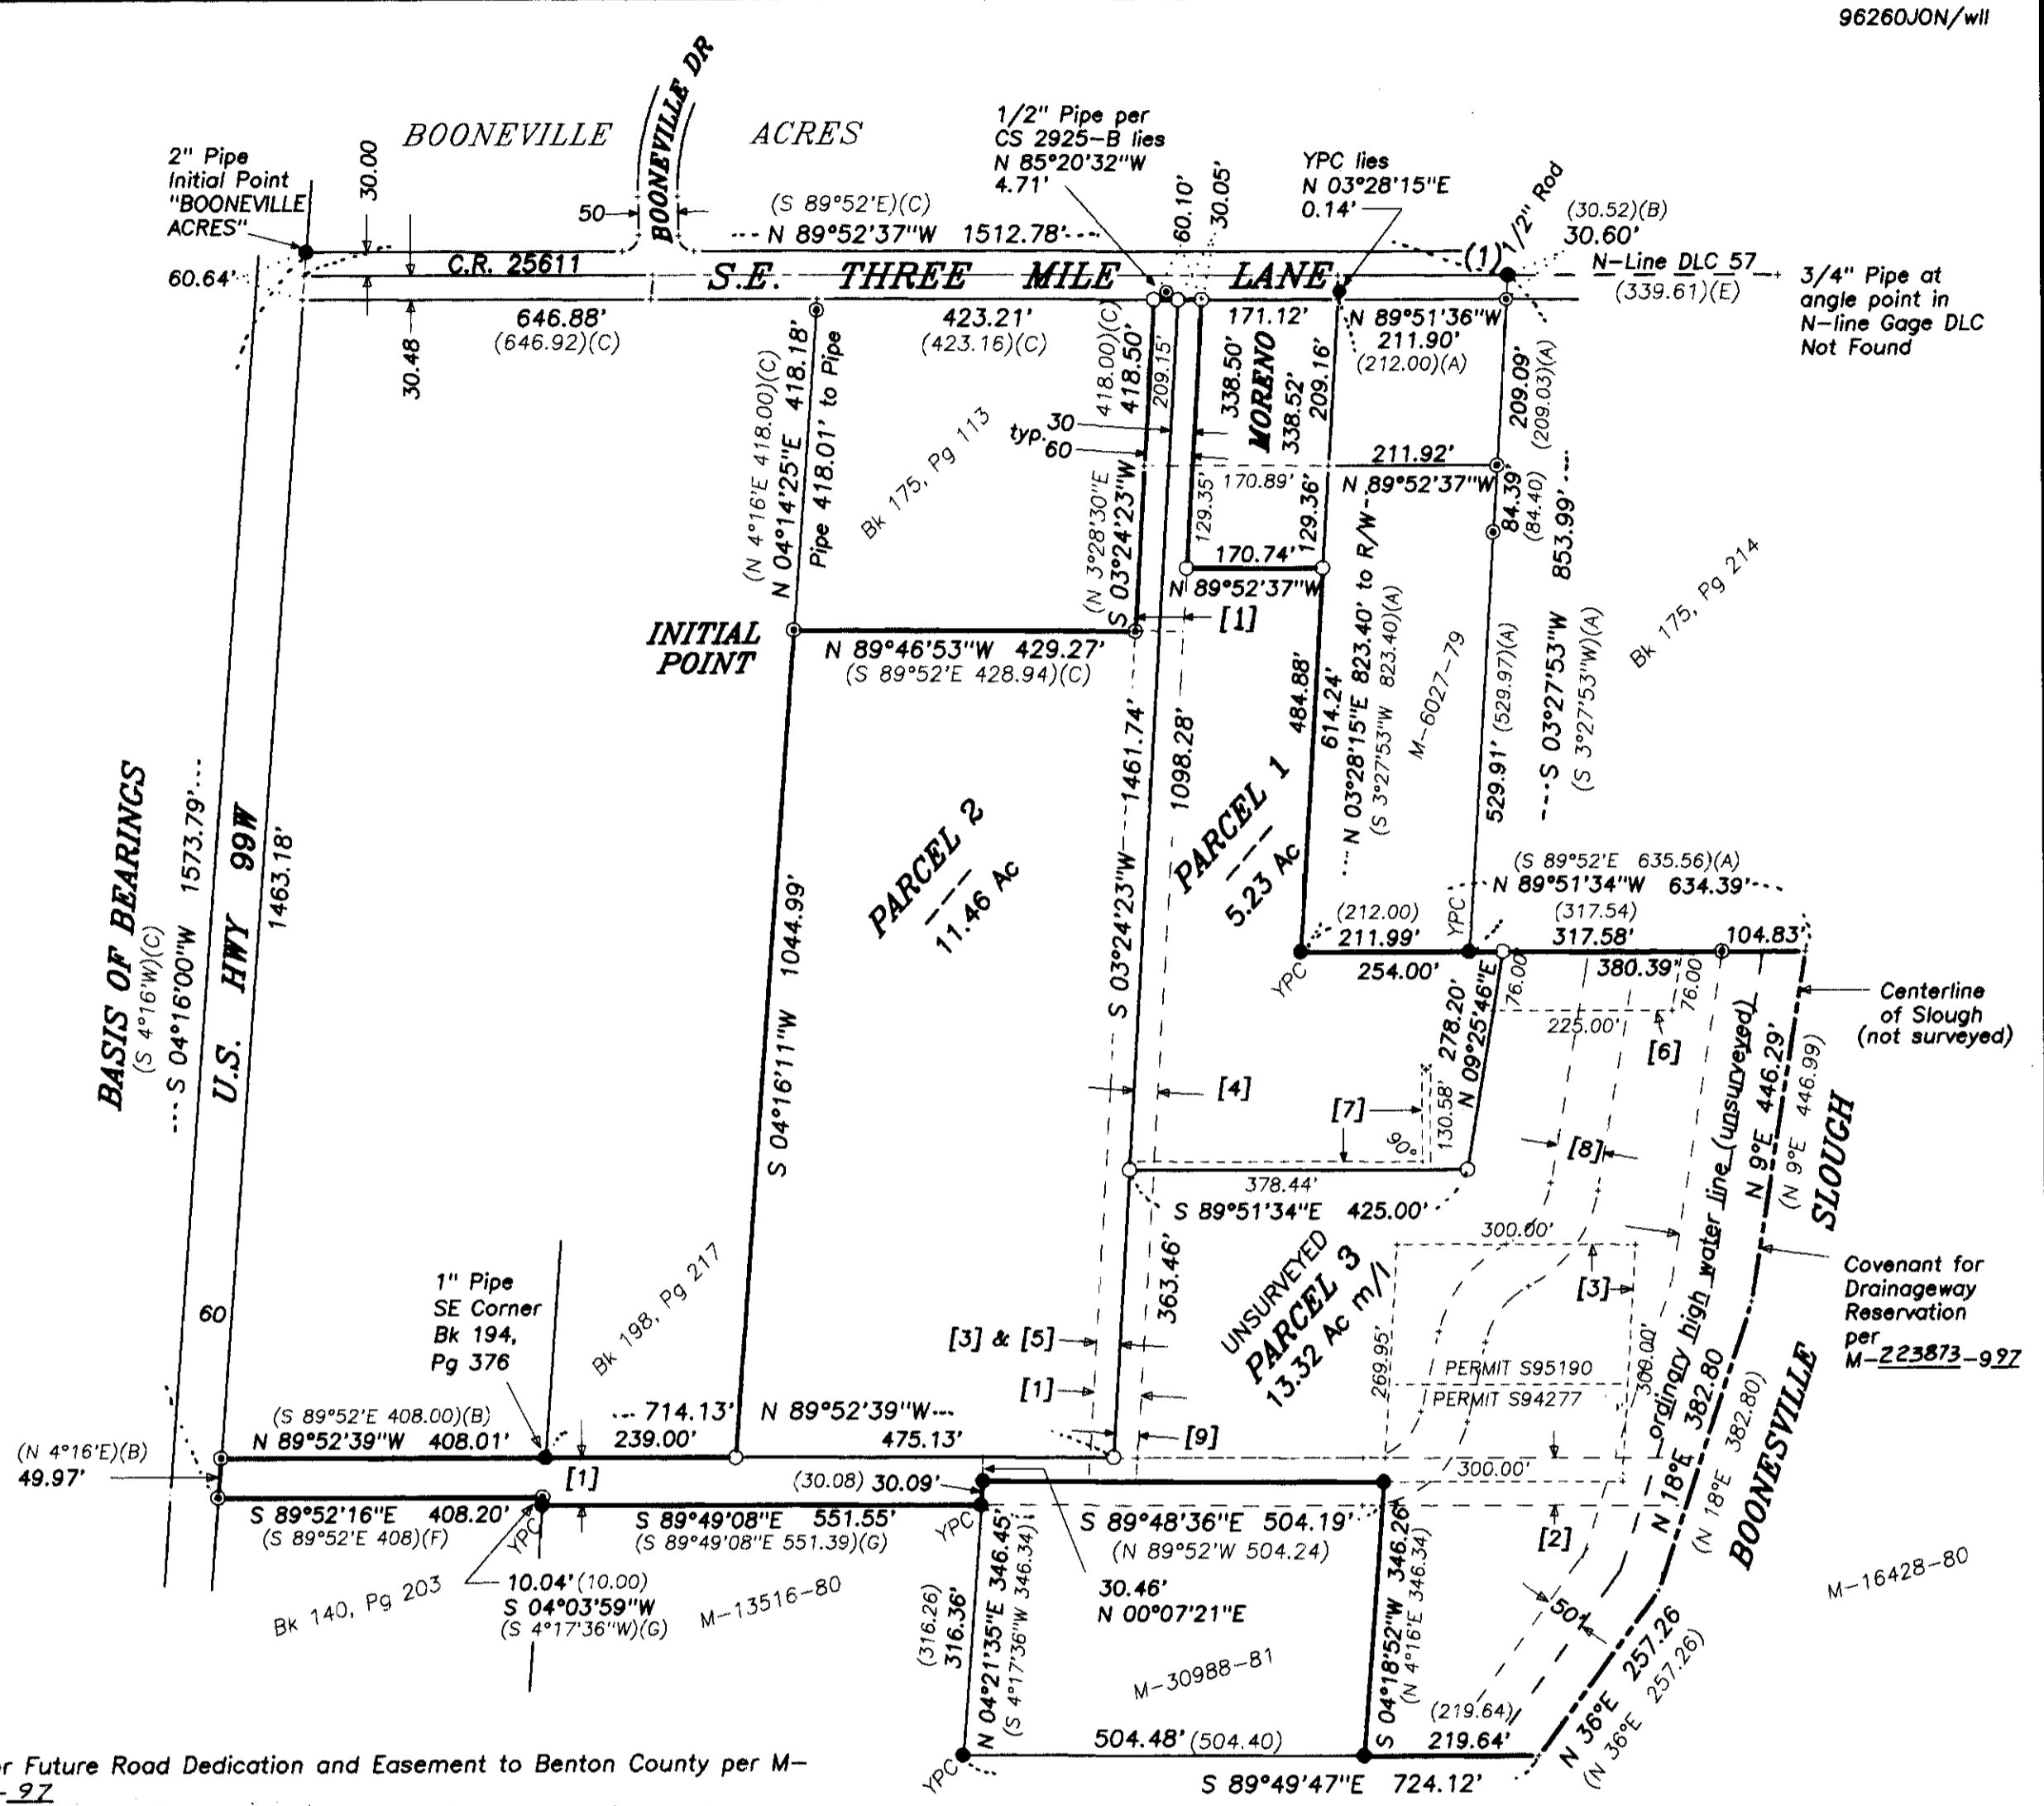 96260JON/wll
BOONEVILLE DR
BOONEVILLE ACRES
2" Pipe
Initial Point
"BOONEVILLE
ACRES"
30.00
50
(S 89°52'E)(C)
N 89°52'37"W 1512.78'
1/2" Pipe per
CS 2925-B lies
N 85°20'32"W
4.71'
60.10'
30.05'
YPC lies
N 03°28'15"E
0.14'
(1)
1/2" Rod
(30.52)(B)
30.60'
N-Line DLC 57
(339.61)(E)
3/4" Pipe at
angle point in
N-line Gage DLC
Not Found
60.64'
C.R. 25611
S.E. THREE MILE LANE
646.88'
(646.92)(C)
30.48
423.21'
(423.16)(C)
171.12'
N 89°51'36"W
211.90'
(212.00)(A)
(N 4°16'E 418.00)(C)
N 04°14'25"E 418.18'
Pipe 418.01' to Pipe
Bk 175, Pg 113
(N 3°28'30"E 418.00)(C)
S 03°24'23"W 418.50'
209.15'
typ.
30
60
338.50'
MORENO
338.52'
209.16'
209.09'
(209.03)(A)
211.92'
N 89°52'37"W
170.89'
129.35'
129.36'
84.39'
(84.40)
170.74'
N 89°52'37"W
[1]
INITIAL
POINT
N 89°46'53"W 429.27'
(S 89°52'E 428.94)(C)
N 03°28'15"E 823.40' to R/W
(S 3°27'53"W 823.40)(A)
M-6027-79
529.91' (529.97)(A)
S 03°27'53"W 853.99'
(S 3°27'53"W)(A)
Bk 175, Pg 214
484.88'
614.24'
BASIS OF BEARINGS
(S 4°16'W)(C)
S 04°16'00"W 1573.79'
U.S. HWY 99W
1463.18'
60
S 04°16'11"W 1044.99'
PARCEL 2
11.46 Ac
S 03°24'23"W 1461.74'
1098.28'
PARCEL 1
5.23 Ac
(S 89°52'E 635.56)(A)
N 89°51'34"W 634.39'
(212.00)
211.99'
YPC
(317.54)
317.58'
104.83'
YPC
254.00'
380.39'
76.00'
76.00'
225.00'
[6]
Centerline
of Slough
(not surveyed)
N 09°25'46"E 278.20'
130.58'
90°
[7]
[4]
[8]
378.44'
S 89°51'34"E 425.00'
ordinary high water line (unsurveyed)
N 9°E 446.29'
(N 9°E 446.99)
BOONESVILLE SLOUGH
Covenant for
Drainageway
Reservation
per
M-223873-997
300.00'
[3]
UNSURVEYED
PARCEL 3
13.32 Ac m/l
363.46'
269.95'
300.00'
PERMIT S95190
PERMIT S94277
300.00'
N 18°E 382.80
(N 18°E 382.80)
1" Pipe
SE Corner
Bk 194,
Pg 376
Bk 198, Pg 217
[3] & [5]
[1]
[9]
(S 89°52'E 408.00)(B)
N 89°52'39"W 408.01'
714.13' N 89°52'39"W
239.00'
475.13'
(N 4°16'E)(B)
49.97'
[1]
(30.08) 30.09'
S 89°52'16"E 408.20'
(S 89°52'E 408)(F)
YPC
S 89°49'08"E 551.55'
(S 89°49'08"E 551.39)(G)
YPC
S 89°48'36"E 504.19'
(N 89°52'W 504.24)
[2]
10.04' (10.00)
S 04°03'59"W
(S 4°17'36"W)(G)
Bk 140, Pg 203
M-13516-80
30.46'
N 00°07'21"E
(316.26)
316.36'
N 04°21'35"E 346.45'
(S 4°17'36"W 346.34)
M-30988-81
S 04°18'52"W 346.26'
(N 4°16'E 346.34)
50'
M-16428-80
N 36°E 257.26
(N 36°E 257.26)
(219.64)
219.64'
504.48' (504.40)
YPC
S 89°49'47"E 724.12'
r Future Road Dedication and Easement to Benton County per M-
-97